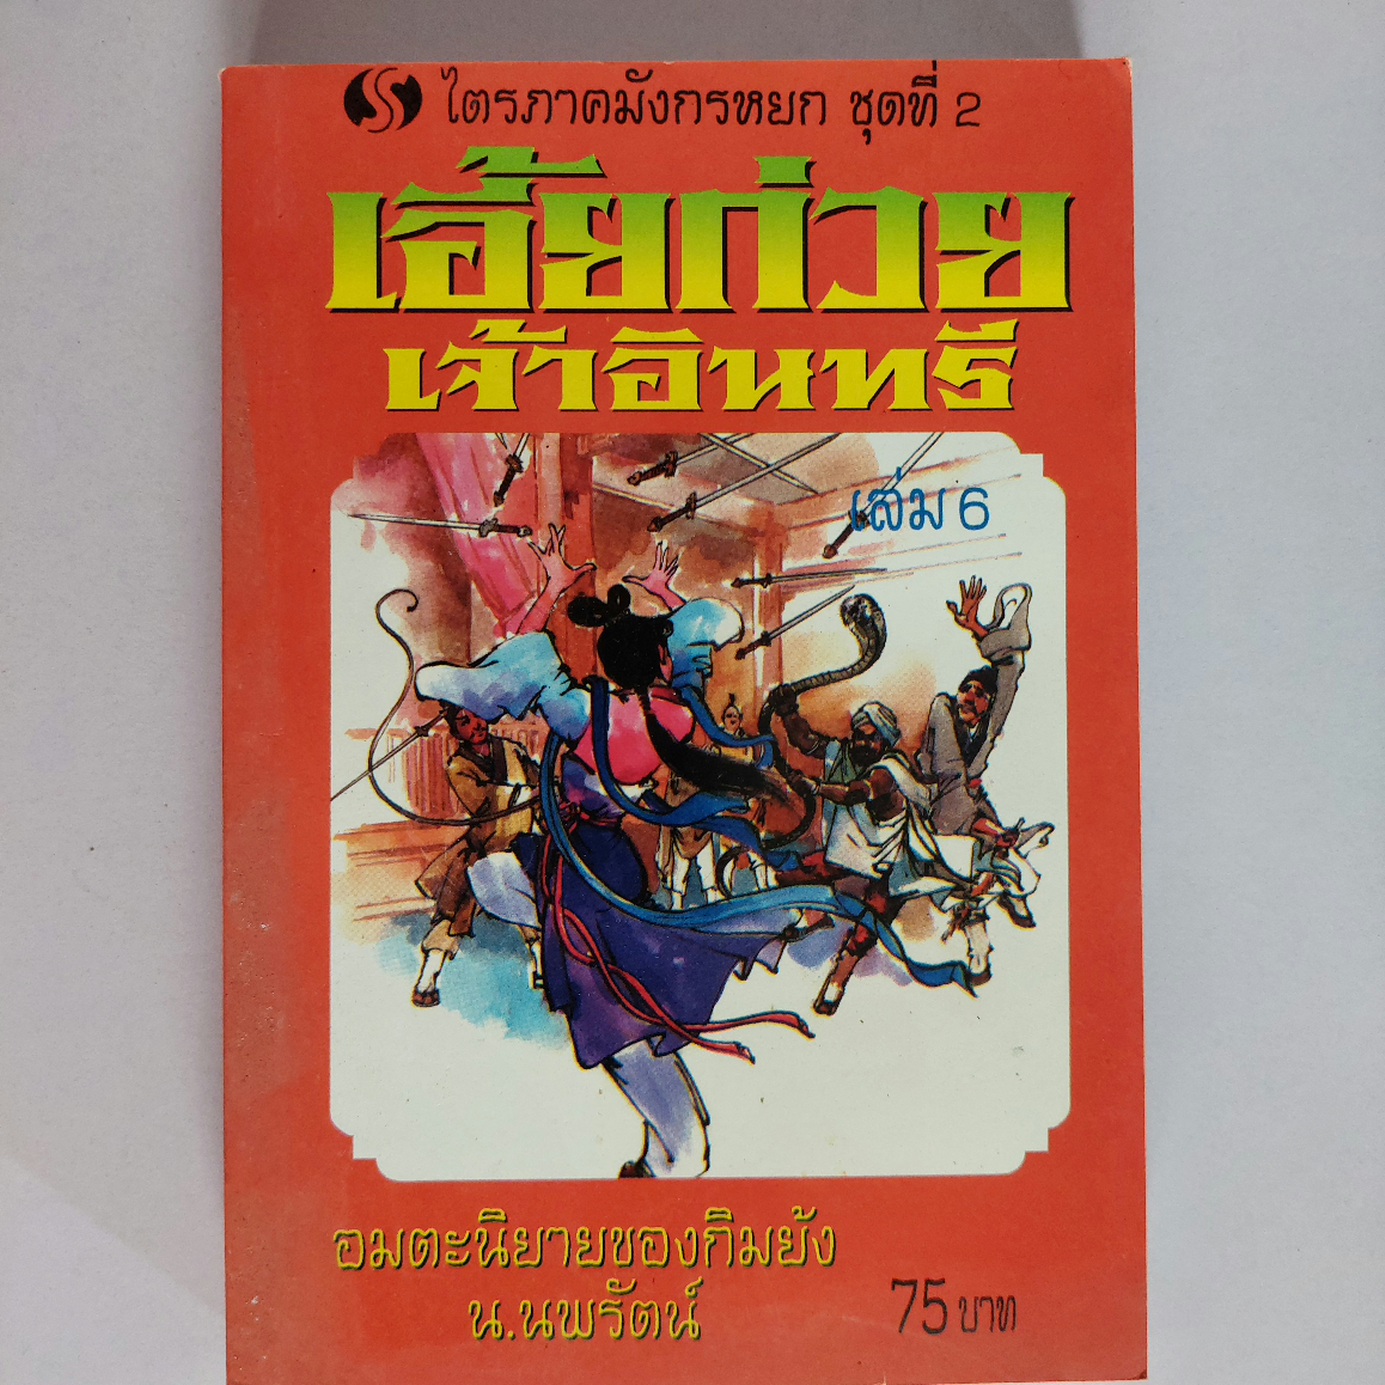 ไตรภาคมังกรหยก ชุดที่ 2
เอี้ยก่วย
เจ้าอินทรี
เล่ม 6
อมตะนิยายของกิมย้ง
น.นพรัตน์
75 บาท